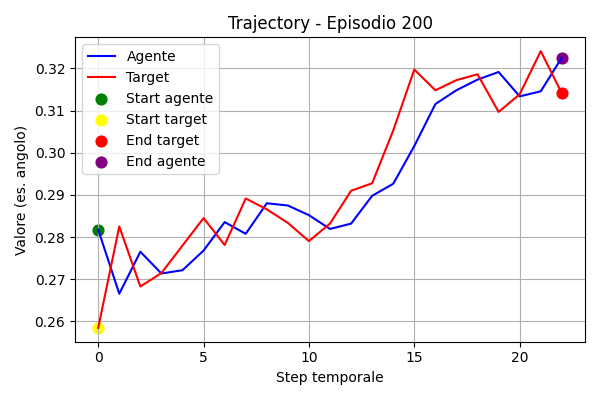 Trajectory - Episodio 200
Agente
Target
Start agente
Start target
End target
End agente
Valore (es. angolo)
0.32
0.31
0.30
0.29
0.28
0.27
0.26
0 5 10 15 20
Step temporale